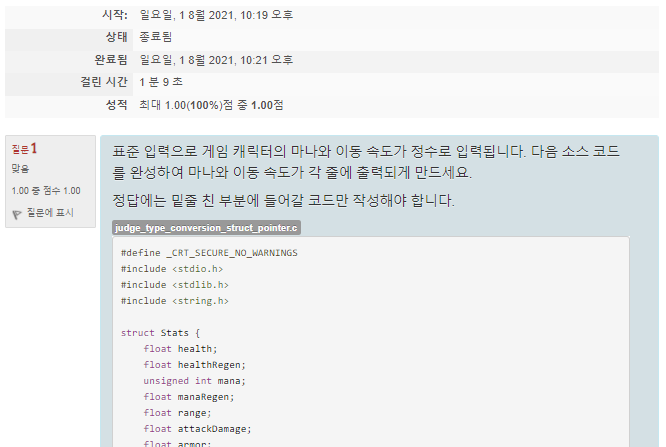 시작: 일요일, 1 8월 2021, 10:19 오후
상태 종료됨
완료됨 일요일, 1 8월 2021, 10:21 오후
걸린 시간 1 분 9 초
성적 최대 1.00(100%)점 중 1.00점
질문 1
맞음
1.00 중 점수 1.00
질문에 표시
표준 입력으로 게임 캐릭터의 마나와 이동 속도가 정수로 입력됩니다. 다음 소스 코드
를 완성하여 마나와 이동 속도가 각 줄에 출력되게 만드세요.
정답에는 밑줄 친 부분에 들어갈 코드만 작성해야 합니다.
judge_type_conversion_struct_pointer.c
#define _CRT_SECURE_NO_WARNINGS
#include <stdio.h>
#include <stdlib.h>
#include <string.h>
struct Stats {
float health;
float healthRegen;
unsigned int mana;
float manaRegen;
float range;
float attackDamage;
float armor;